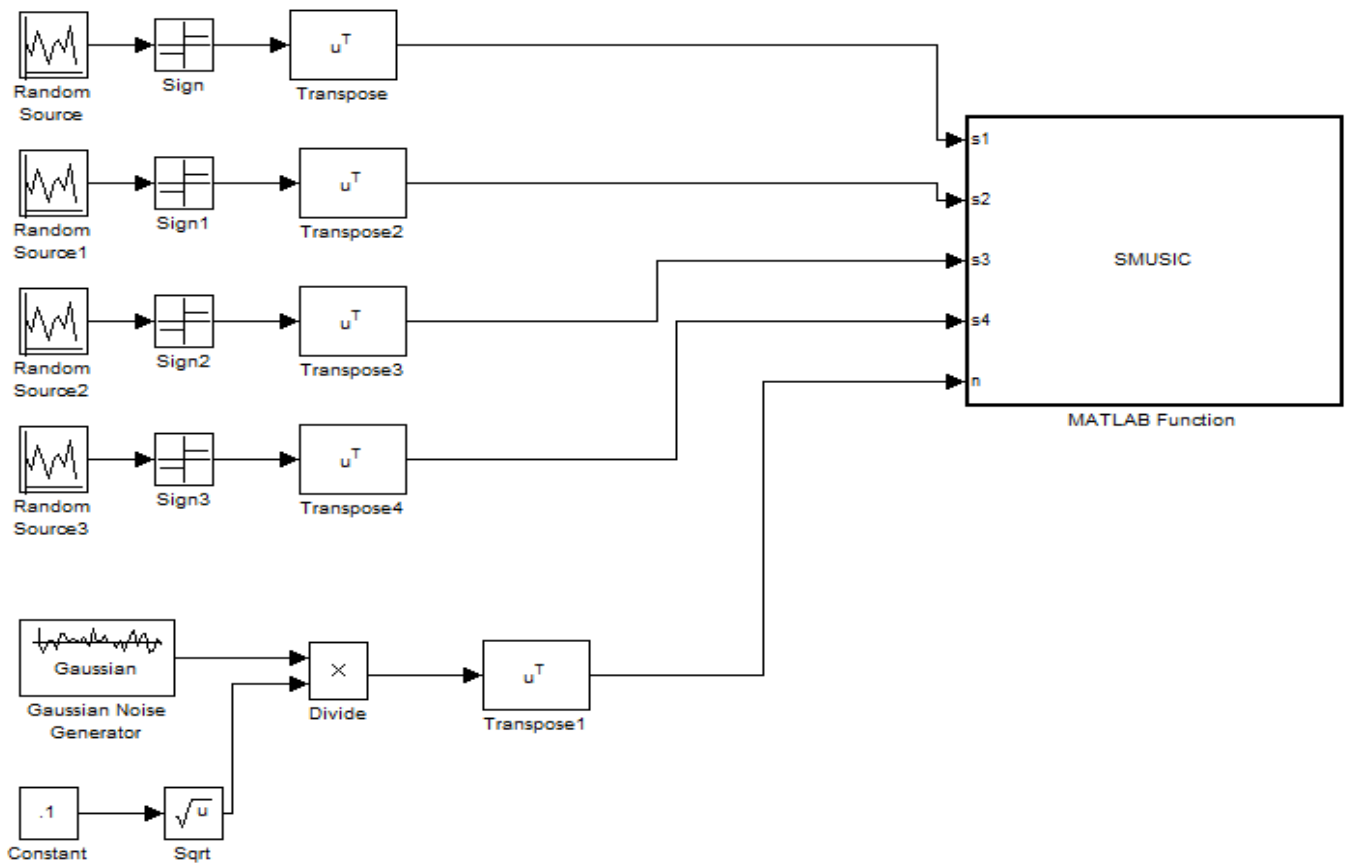 u^T
Random
Source
Sign
Transpose
s1
u^T
Random
Source1
Sign1
Transpose2
s2
SMUSIC
s3
u^T
Random
Source2
Sign2
Transpose3
s4
n
MATLAB Function
u^T
Random
Source3
Sign3
Transpose4
Gaussian
Gaussian Noise
Generator
×
Divide
u^T
Transpose1
.1
Constant
√u
Sqrt